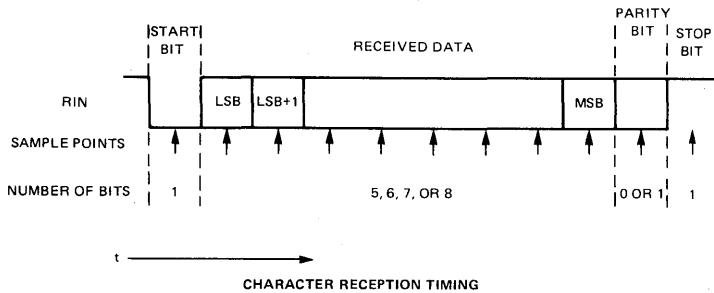 START BIT
RECEIVED DATA
PARITY BIT
STOP BIT
RIN
LSB
LSB+1
MSB
SAMPLE POINTS
NUMBER OF BITS
1
5, 6, 7, OR 8
0 OR 1
1
t
CHARACTER RECEPTION TIMING